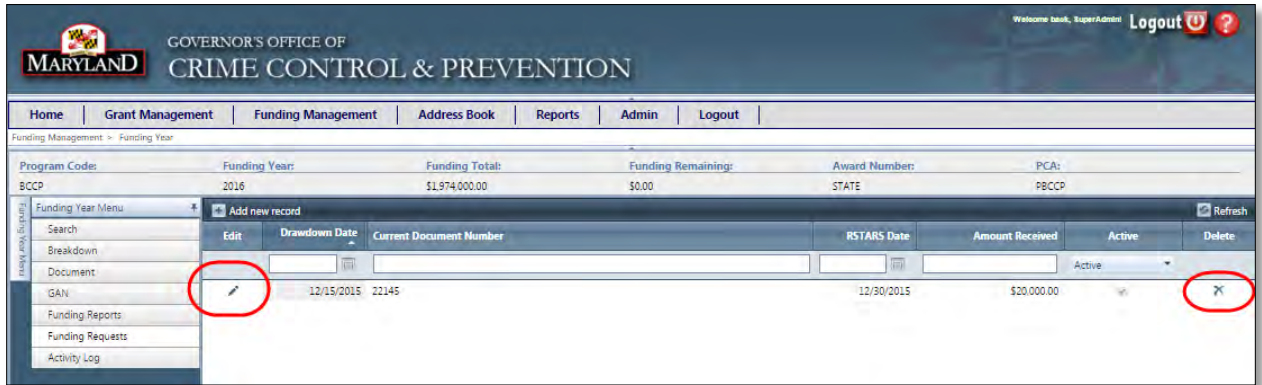 Welcome back, SuperAdmin! Logout
MARYLAND
GOVERNOR'S OFFICE OF
CRIME CONTROL & PREVENTION
Home Grant Management Funding Management Address Book Reports Admin Logout
Funding Management > Funding Year
Program Code: Funding Year: Funding Total: Funding Remaining: Award Number: PCA:
BCCP 2016 $1,974,000.00 $0.00 STATE PBCCP
Funding Year Menu
Funding Year Menu
Search
Breakdown
Document
GAN
Funding Reports
Funding Requests
Activity Log
Add new record Refresh
Edit Drawdown Date Current Document Number RSTARS Date Amount Received Active Delete
Active
12/15/2015 22145 12/30/2015 $20,000.00